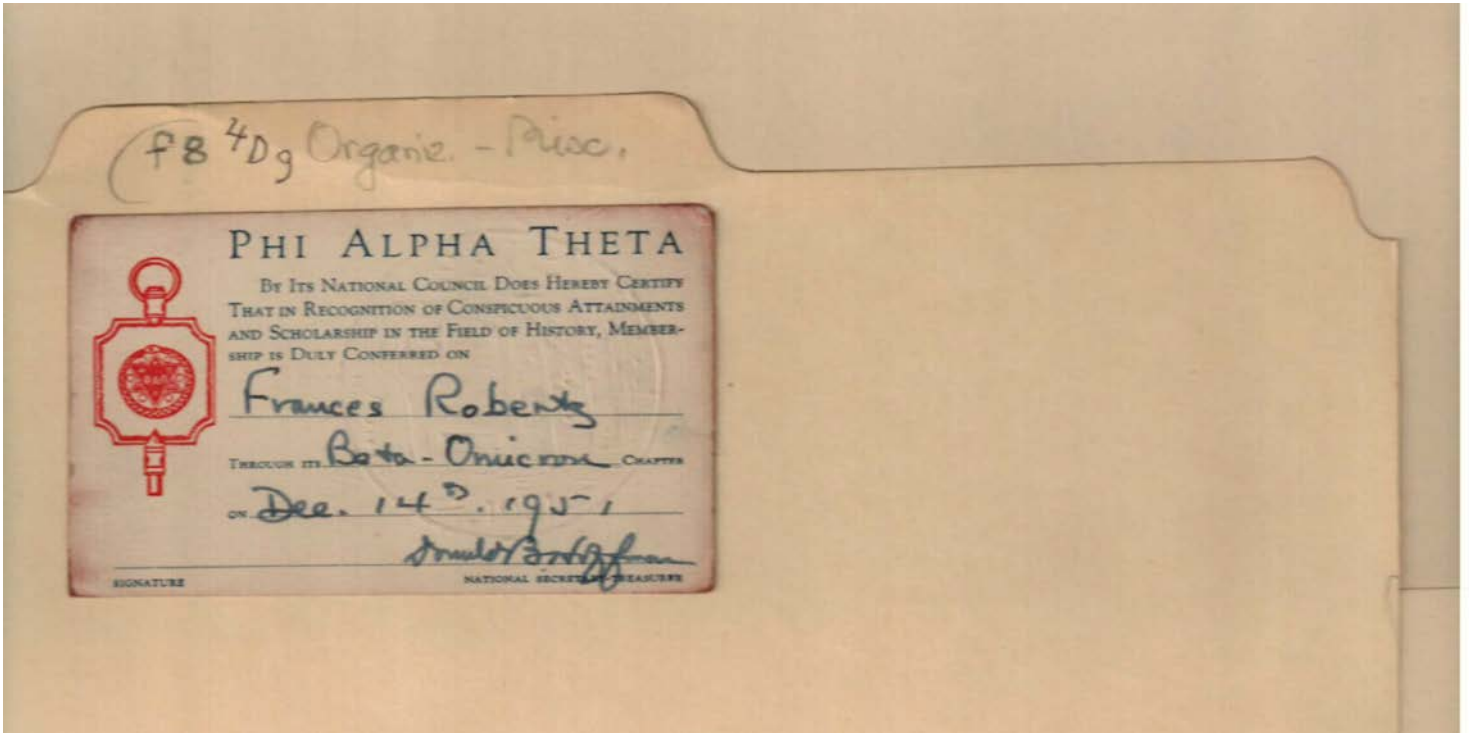 f8 4Dg Organiz. - Misc.
PHI ALPHA THETA
BY ITS NATIONAL COUNCIL DOES HEREBY CERTIFY
THAT IN RECOGNITION OF CONSPICUOUS ATTAINMENTS
AND SCHOLARSHIP IN THE FIELD OF HISTORY, MEMBER-
SHIP IS DULY CONFERRED ON
Frances Roberts
THROUGH ITS Beta-Omicron CHAPTER
ON Dec. 14th. 1951
Donald B. Hoffman
SIGNATURE NATIONAL SECRETARY-TREASURER